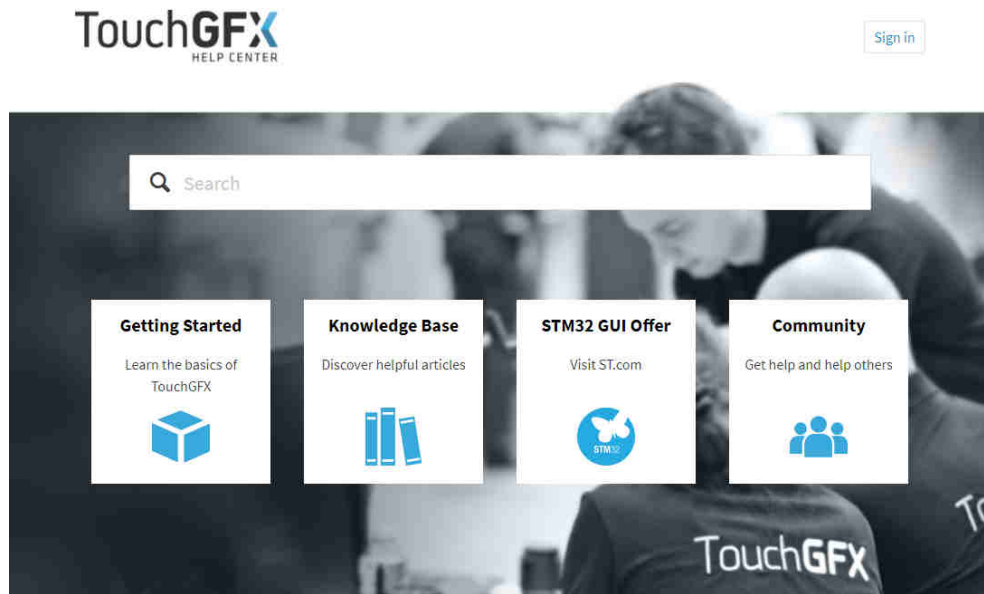 TouchGFX
HELP CENTER
Sign in
Search
Getting Started
Learn the basics of
TouchGFX
Knowledge Base
Discover helpful articles
STM32 GUI Offer
Visit ST.com
STM32
Community
Get help and help others
TouchGFX
To